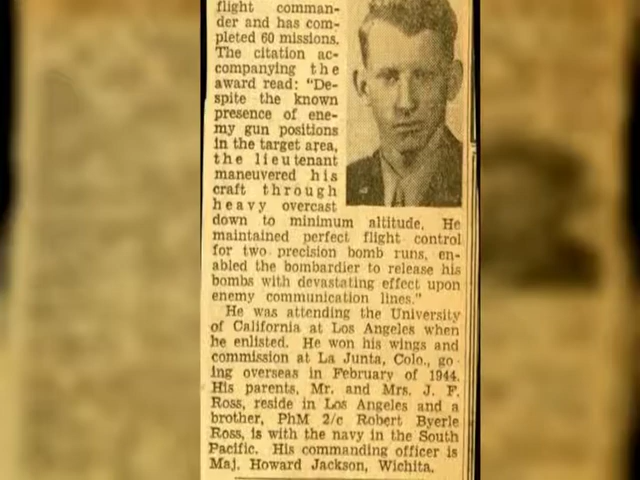 flight comman-
der and has com-
pleted 60 missions.
The citation ac-
companying the
award read: "De-
spite the known
presence of ene-
my gun positions
in the target area,
the lieutenant
maneuvered his
craft through
heavy overcast
down to minimum altitude. He
maintained perfect flight control
for two precision bomb runs, en-
abled the bombardier to release his
bombs with devastating effect upon
enemy communication lines."
He was attending the University
of California at Los Angeles when
he enlisted. He won his wings and
commission at La Junta, Colo., go-
ing overseas in February of 1944.
His parents, Mr. and Mrs. J. F.
Ross, reside in Los Angeles and a
brother, PhM 2/c Robert Byerle
Ross, is with the navy in the South
Pacific. His commanding officer is
Maj. Howard Jackson, Wichita.